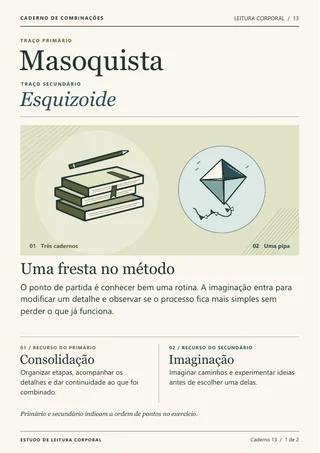 CADERNO DE COMBINAÇÕES
LEITURA CORPORAL / 13
TRAÇO PRIMÁRIO
Masoquista
TRAÇO SECUNDÁRIO
Esquizoide
01 Três cadernos
02 Uma pipa
Uma fresta no método
O ponto de partida é conhecer bem uma rotina. A imaginação entra para
modificar um detalhe e observar se o processo fica mais simples sem
perder o que já funciona.
01 / RECURSO DO PRIMÁRIO
Consolidação
Organizar etapas, acompanhar os
detalhes e dar continuidade ao que foi
combinado.
02 / RECURSO DO SECUNDÁRIO
Imaginação
Imaginar caminhos e experimentar ideias
antes de escolher uma delas.
Primário e secundário indicam a ordem de pontos no exercício.
ESTUDO DE LEITURA CORPORAL
Caderno 13 / 1 de 2